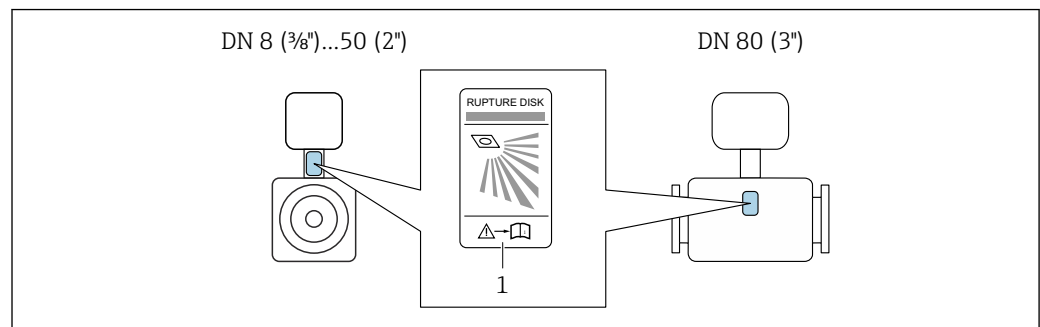 DN 8 (⅜")...50 (2")
DN 80 (3")
RUPTURE DISK
1